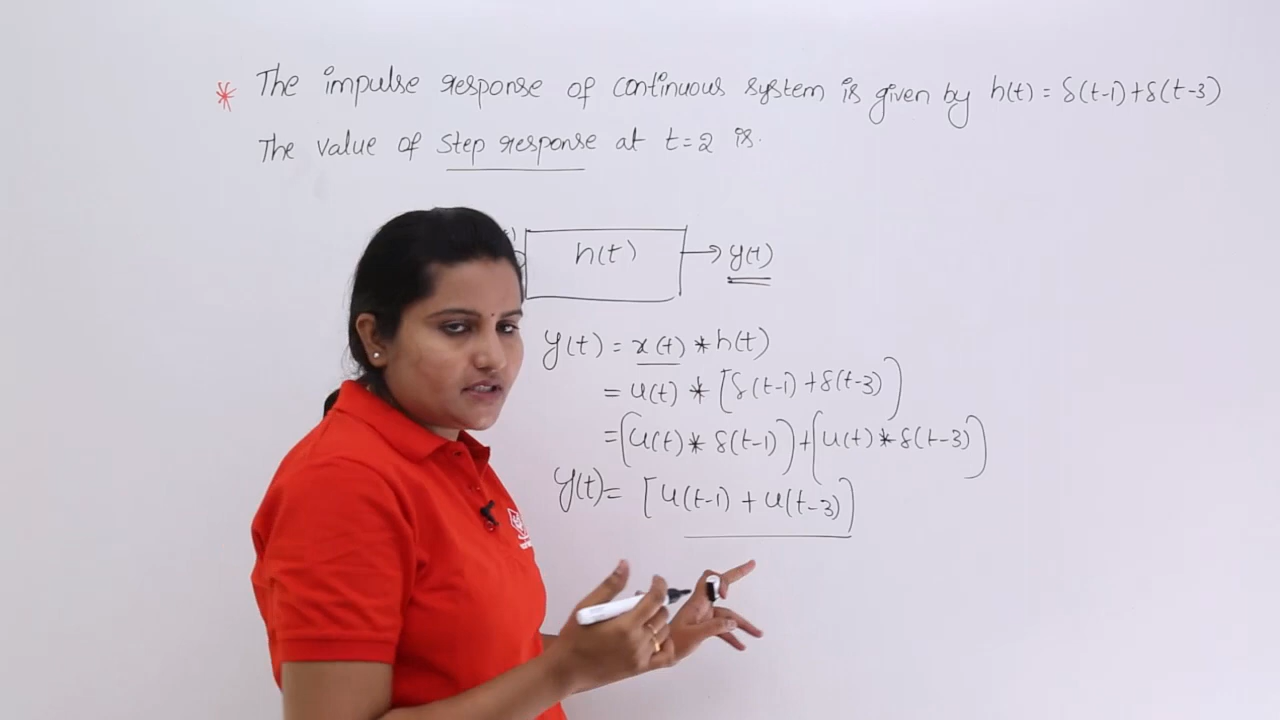 * The impulse response of continuous system is given by h(t) = δ(t-1)+δ(t-3)
The value of step response at t=2 is.
h(t)
y(t)
y(t) = x(t) * h(t)
= u(t) * [δ(t-1) + δ(t-3)]
= (u(t) * δ(t-1)) + (u(t) * δ(t-3))
y(t) = [u(t-1) + u(t-3)]